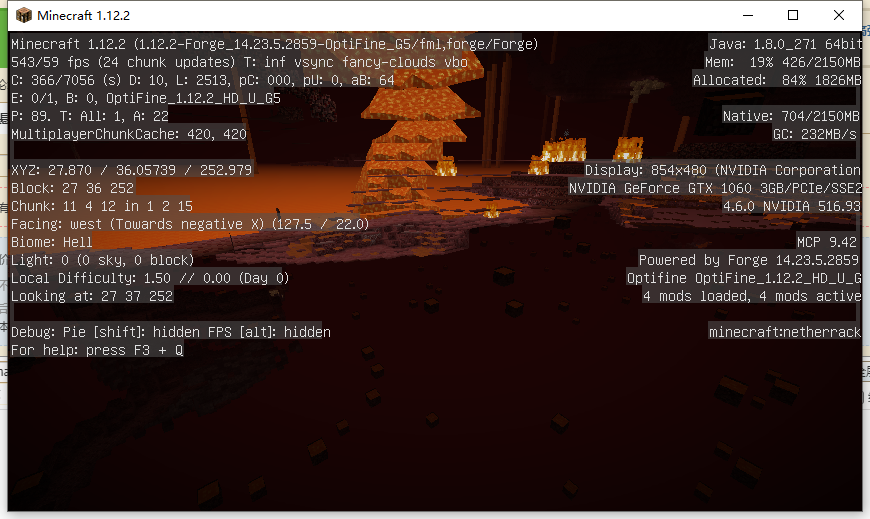 Minecraft 1.12.2
Minecraft 1.12.2 (1.12.2-Forge_14.23.5.2859-OptiFine_G5/fml,forge/Forge)
543/59 fps (24 chunk updates) T: inf vsync fancy-clouds vbo
C: 366/7056 (s) D: 10, L: 2513, pC: 000, pU: 0, aB: 64
E: 0/1, B: 0, OptiFine_1.12.2_HD_U_G5
P: 89. T: All: 1, A: 22
MultiplayerChunkCache: 420, 420
XYZ: 27.870 / 36.05739 / 252.979
Block: 27 36 252
Chunk: 11 4 12 in 1 2 15
Facing: west (Towards negative X) (127.5 / 22.0)
Biome: Hell
Light: 0 (0 sky, 0 block)
Local Difficulty: 1.50 // 0.00 (Day 0)
Looking at: 27 37 252
Debug: Pie [shift]: hidden FPS [alt]: hidden
For help: press F3 + Q
Java: 1.8.0_271 64bit
Mem: 19% 426/2150MB
Allocated: 84% 1826MB
Native: 704/2150MB
GC: 232MB/s
Display: 854x480 (NVIDIA Corporation
NVIDIA GeForce GTX 1060 3GB/PCIe/SSE2
4.6.0 NVIDIA 516.93
MCP 9.42
Powered by Forge 14.23.5.2859
Optifine OptiFine_1.12.2_HD_U_G
4 mods loaded, 4 mods active
minecraft:netherrack